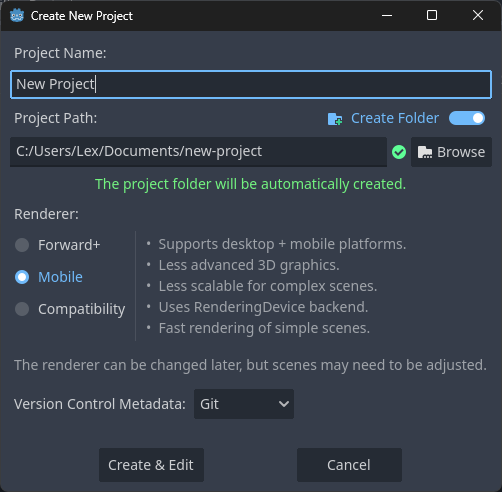 Create New Project
Project Name:
New Project
Project Path:
Create Folder
C:/Users/Lex/Documents/new-project
Browse
The project folder will be automatically created.
Renderer:
Forward+
Mobile
Compatibility
• Supports desktop + mobile platforms.
• Less advanced 3D graphics.
• Less scalable for complex scenes.
• Uses RenderingDevice backend.
• Fast rendering of simple scenes.
The renderer can be changed later, but scenes may need to be adjusted.
Version Control Metadata: Git
Create & Edit
Cancel